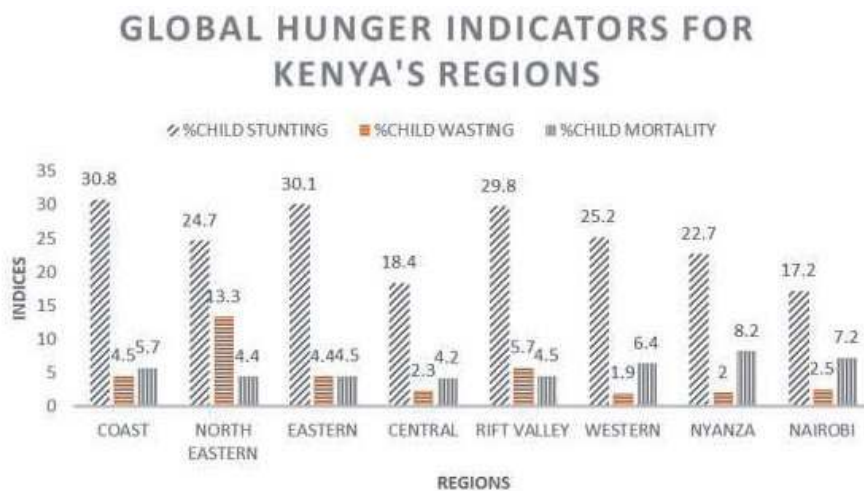 GLOBAL HUNGER INDICATORS FOR
KENYA'S REGIONS
%CHILD STUNTING %CHILD WASTING %CHILD MORTALITY
35
30
25
20
15
10
5
0
INDICES
30.8
4.5
5.7
24.7
13.3
4.4
30.1
4.4
4.5
18.4
2.3
4.2
29.8
5.7
4.5
25.2
1.9
6.4
22.7
2
8.2
17.2
2.5
7.2
COAST
NORTH
EASTERN
EASTERN
CENTRAL
RIFT VALLEY
WESTERN
NYANZA
NAIROBI
REGIONS